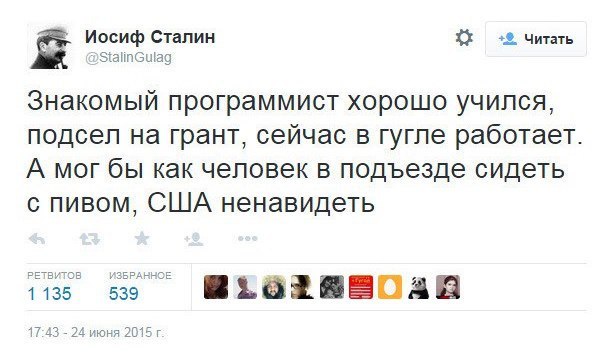 Иосиф Сталин
@StalinGulag
Читать
Знакомый программист хорошо учился,
подсел на грант, сейчас в гугле работает.
А мог бы как человек в подъезде сидеть
с пивом, США ненавидеть
РЕТВИТОВ ИЗБРАННОЕ
1 135 539
17:43 - 24 июня 2015 г.